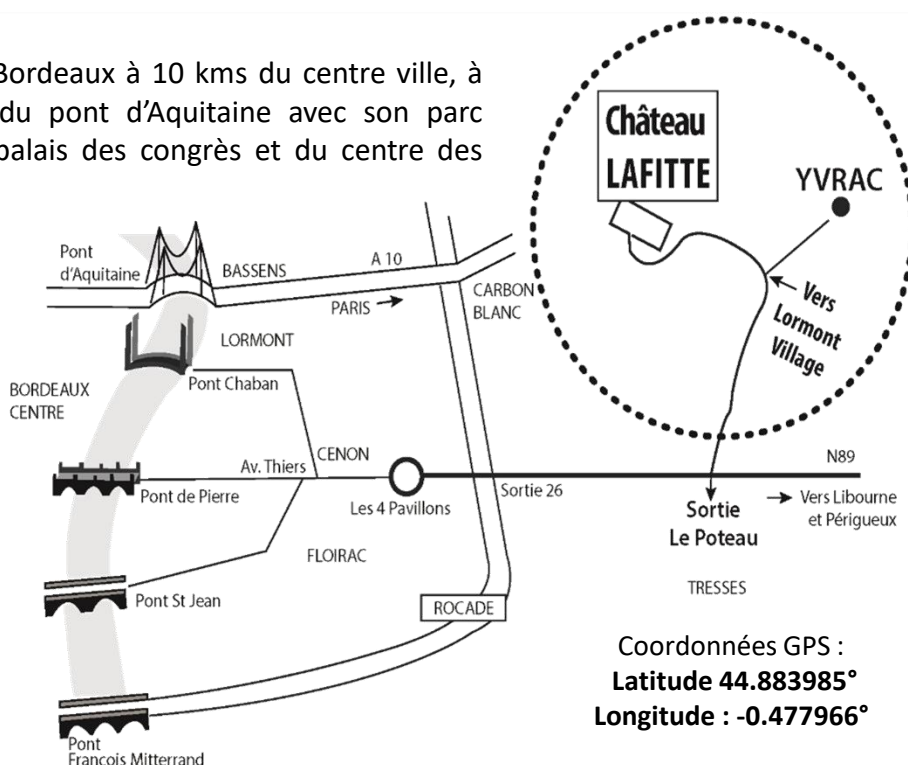 Bordeaux à 10 kms du centre ville, à
du pont d’Aquitaine avec son parc
palais des congrès et du centre des
Château
LAFITTE
YVRAC
Pont
d'Aquitaine
BASSENS
A 10
PARIS
CARBON
BLANC
Vers
Lormont
Village
LORMONT
Pont Chaban
BORDEAUX
CENTRE
Av. Thiers
CENON
N89
Pont de Pierre
Les 4 Pavillons
Sortie 26
Sortie
Le Poteau
Vers Libourne
et Périgueux
FLOIRAC
TRESSES
Pont St Jean
ROCADE
Coordonnées GPS :
Latitude 44.883985°
Longitude : -0.477966°
Pont
François Mitterrand